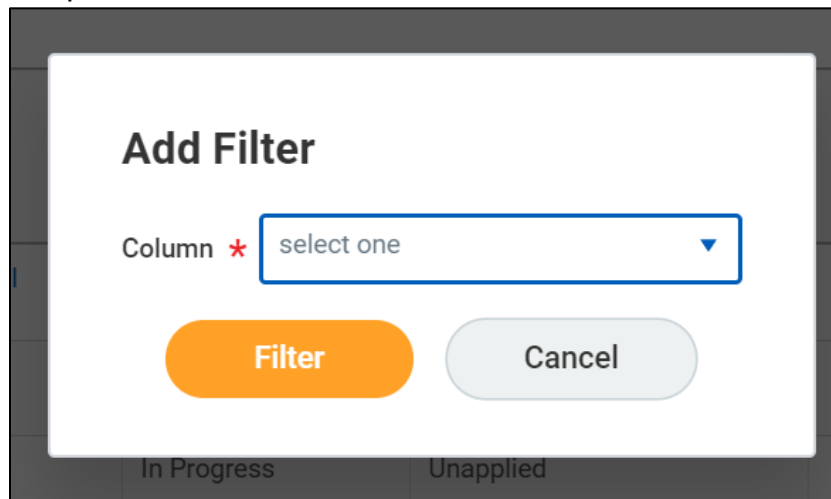 Add Filter
Column * select one
Filter Cancel
In Progress Unapplied